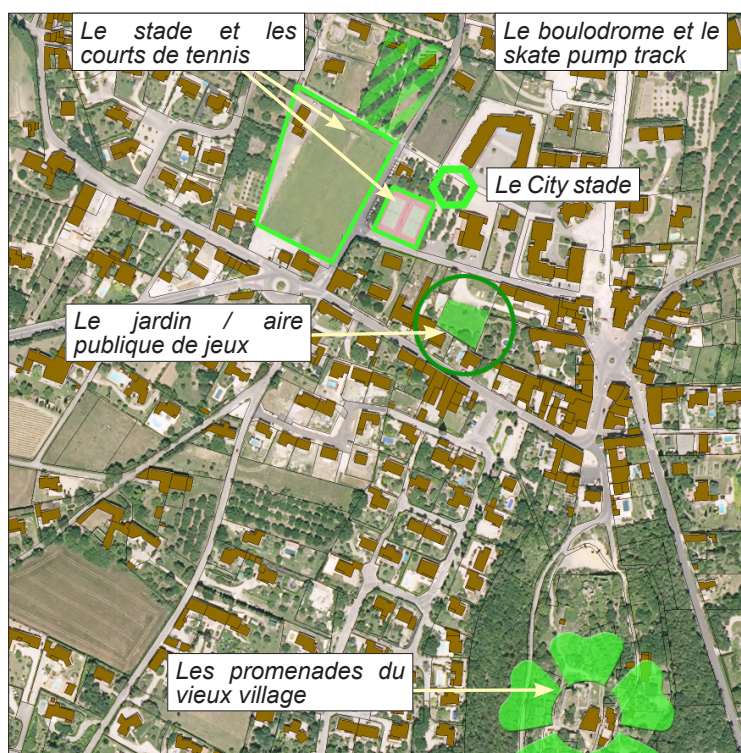 Le stade et les
courts de tennis
Le boulodrome et le
skate pump track
Le City stade
Le jardin / aire
publique de jeux
Les promenades du
vieux village